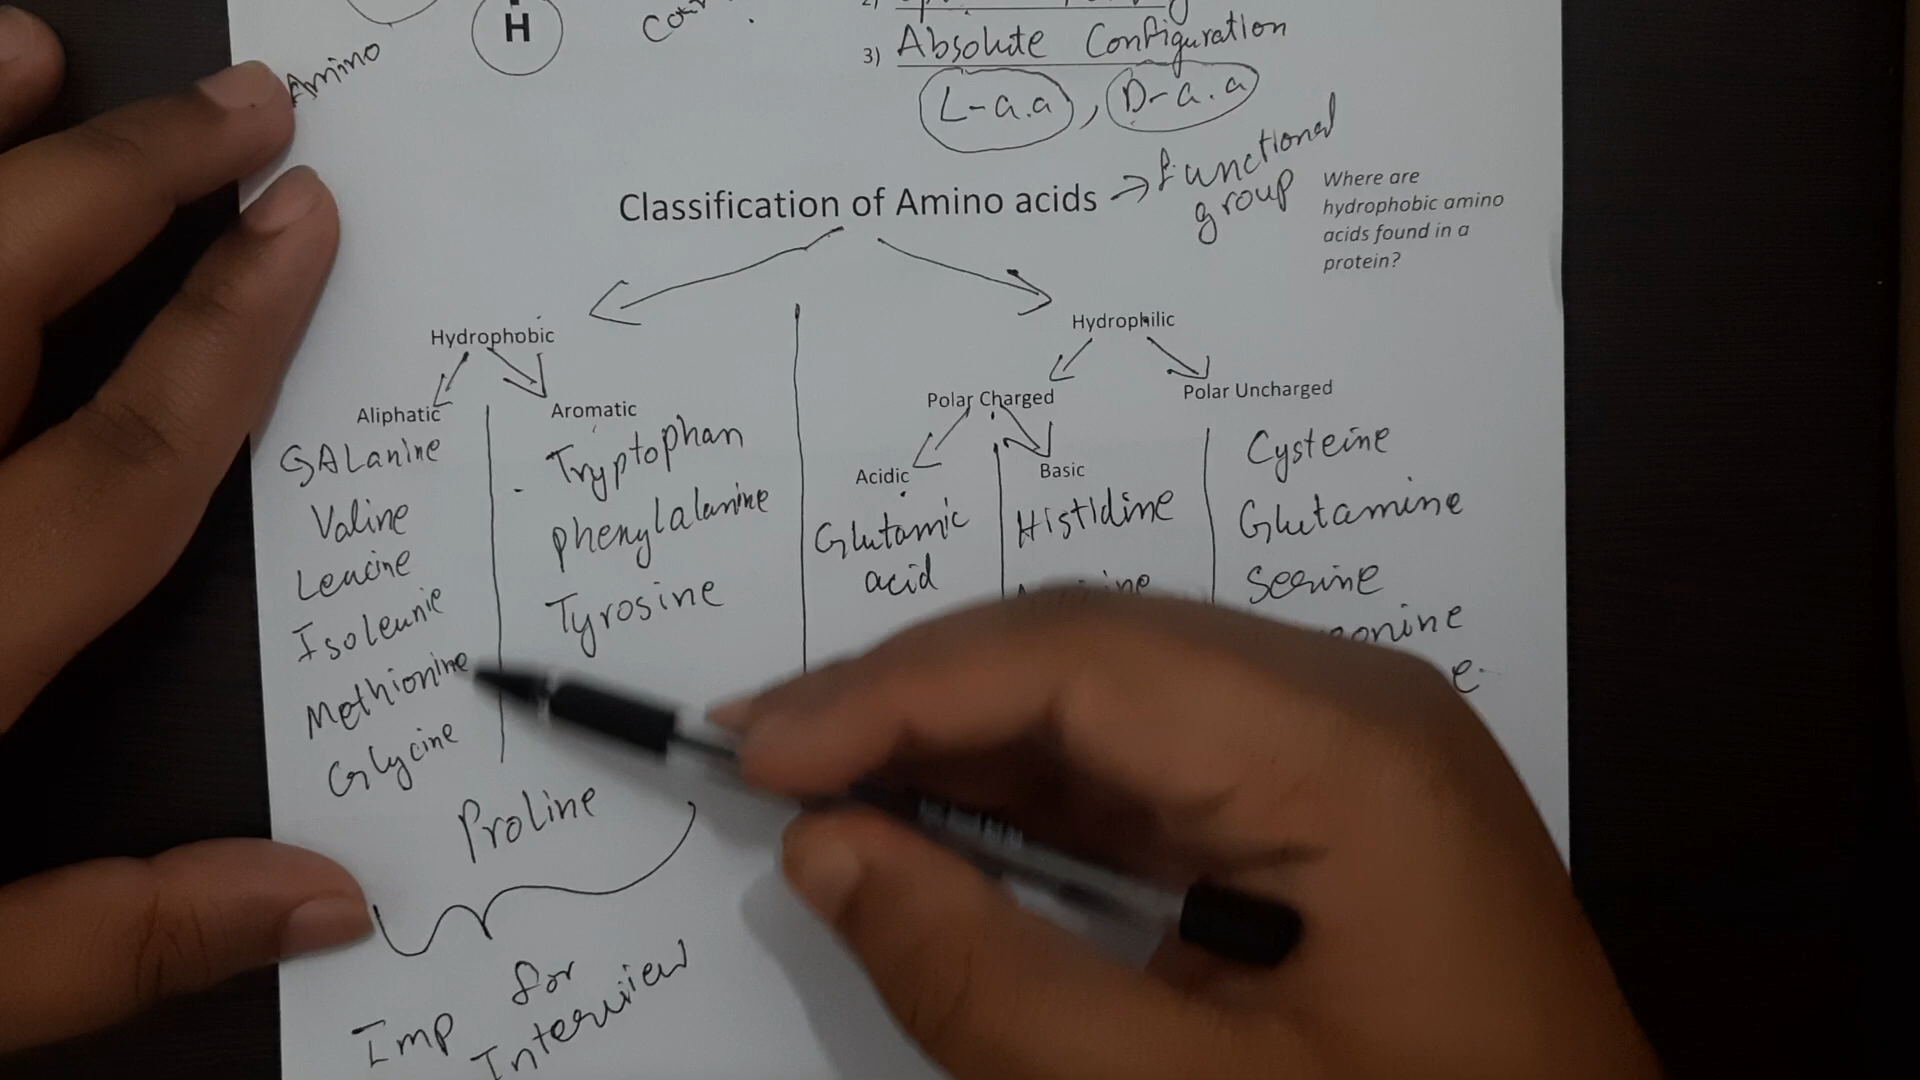 H
Amino
3) Absolute Configuration
L-a.a , D-a.a
Classification of Amino acids → functional group
Where are
hydrophobic amino
acids found in a
protein?
Hydrophobic
Hydrophilic
Aliphatic
Aromatic
Polar Charged
Polar Uncharged
Acidic
Basic
Alanine
Valine
Leucine
Isoleunie
Methionine
Glycine
Tryptophan
phenylalanine
Tyrosine
Proline
Glutamic
acid
Histidine
Cysteine
Glutamine
Serine
Imp for
Interview